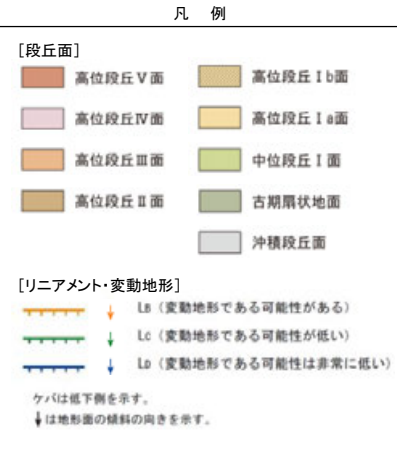 凡　例
[段丘面]
高位段丘Ⅴ面
高位段丘Ⅳ面
高位段丘Ⅲ面
高位段丘Ⅱ面
高位段丘Ⅰb面
高位段丘Ⅰa面
中位段丘Ⅰ面
古期扇状地面
沖積段丘面
[リニアメント・変動地形]
LB（変動地形である可能性がある）
LC（変動地形である可能性が低い）
LD（変動地形である可能性は非常に低い）
ケバは低下側を示す。
↓は地形面の傾斜の向きを示す。